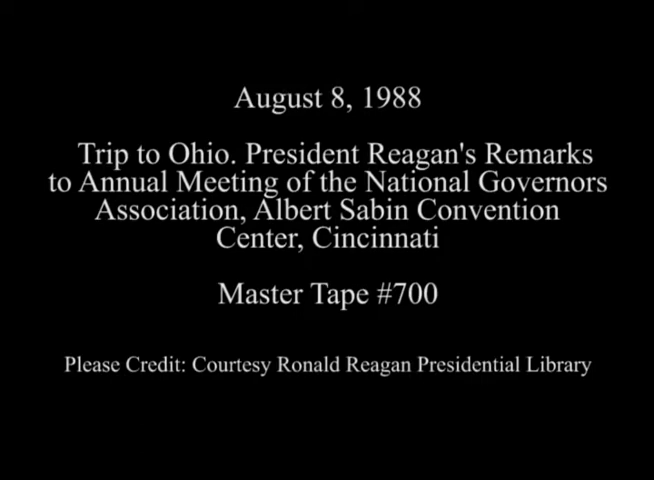 August 8, 1988
Trip to Ohio. President Reagan's Remarks
to Annual Meeting of the National Governors
Association, Albert Sabin Convention
Center, Cincinnati
Master Tape #700
Please Credit: Courtesy Ronald Reagan Presidential Library